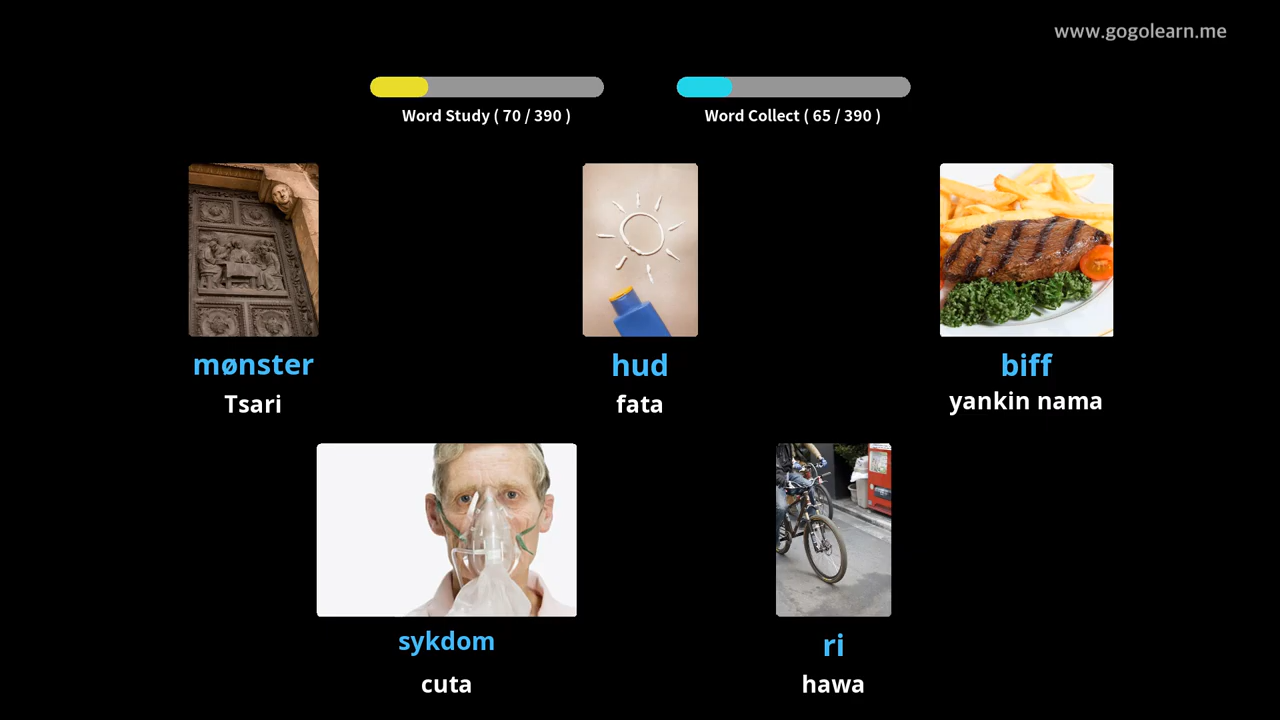 www.gogolearn.me
Word Study ( 70 / 390 )
Word Collect ( 65 / 390 )
mønster
Tsari
hud
fata
biff
yankin nama
sykdom
cuta
ri
hawa